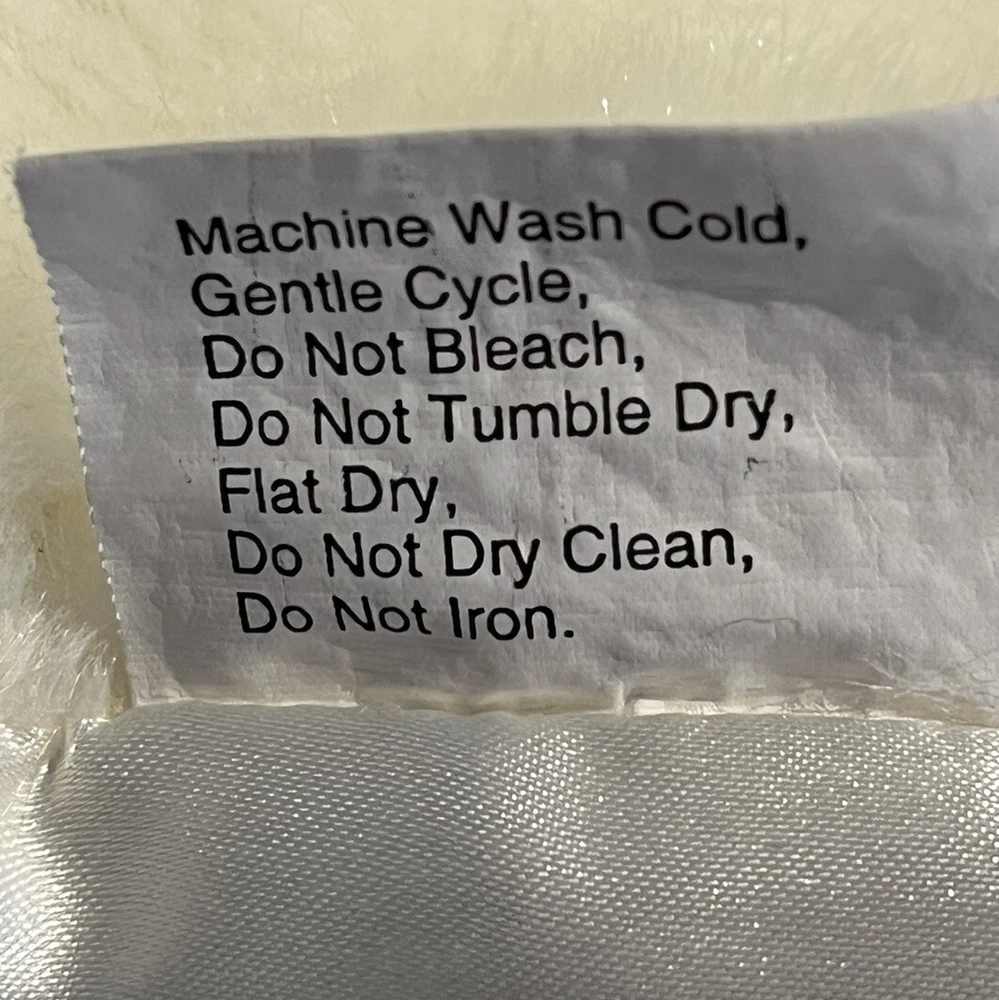 Machine Wash Cold,
Gentle Cycle,
Do Not Bleach,
Do Not Tumble Dry,
Flat Dry,
Do Not Dry Clean,
Do Not Iron.